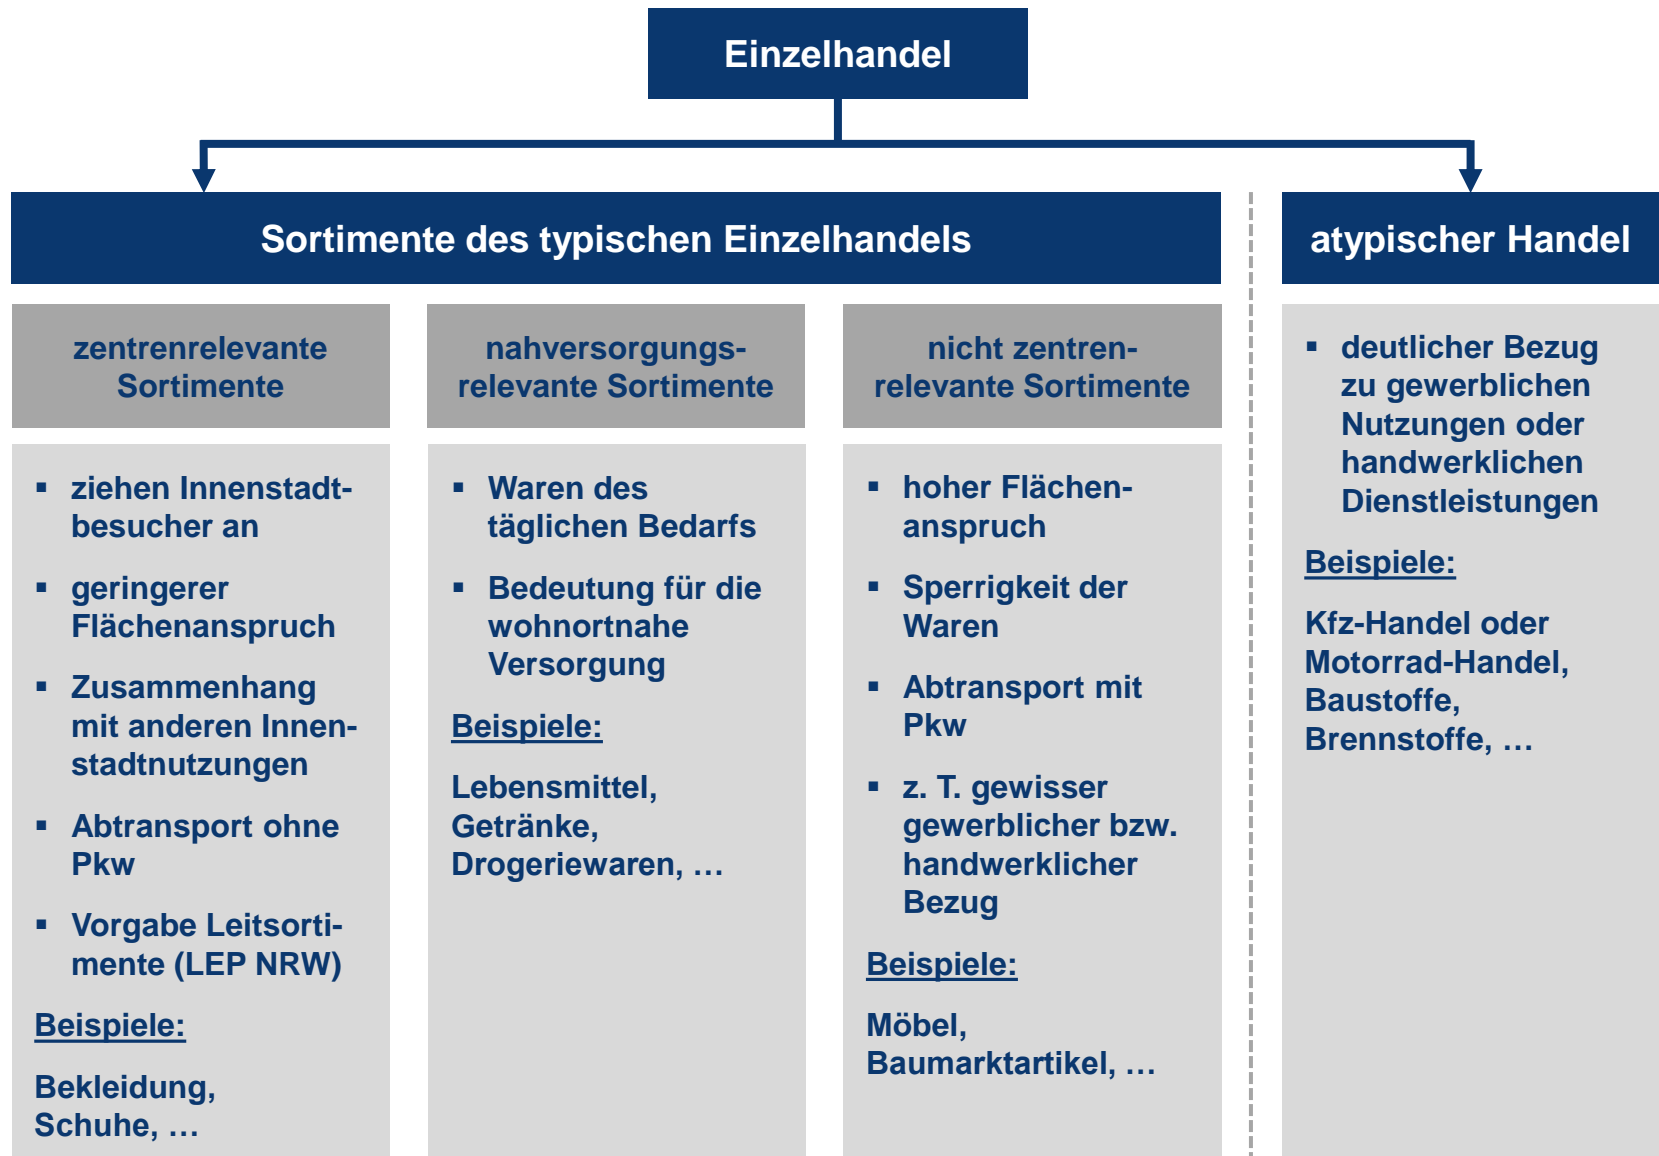 Einzelhandel
Sortimente des typischen Einzelhandels
atypischer Handel
zentrenrelevante
Sortimente
▪ ziehen Innenstadt-
besucher an
▪ geringerer
Flächenanspruch
▪ Zusammenhang
mit anderen Innen-
stadtnutzungen
▪ Abtransport ohne
Pkw
▪ Vorgabe Leitsorti-
mente (LEP NRW)
Beispiele:
Bekleidung,
Schuhe, …
nahversorgungs-
relevante Sortimente
▪ Waren des
täglichen Bedarfs
▪ Bedeutung für die
wohnortnahe
Versorgung
Beispiele:
Lebensmittel,
Getränke,
Drogeriewaren, …
nicht zentren-
relevante Sortimente
▪ hoher Flächen-
anspruch
▪ Sperrigkeit der
Waren
▪ Abtransport mit
Pkw
▪ z. T. gewisser
gewerblicher bzw.
handwerklicher
Bezug
Beispiele:
Möbel,
Baumarktartikel, …
▪ deutlicher Bezug
zu gewerblichen
Nutzungen oder
handwerklichen
Dienstleistungen
Beispiele:
Kfz-Handel oder
Motorrad-Handel,
Baustoffe,
Brennstoffe, …